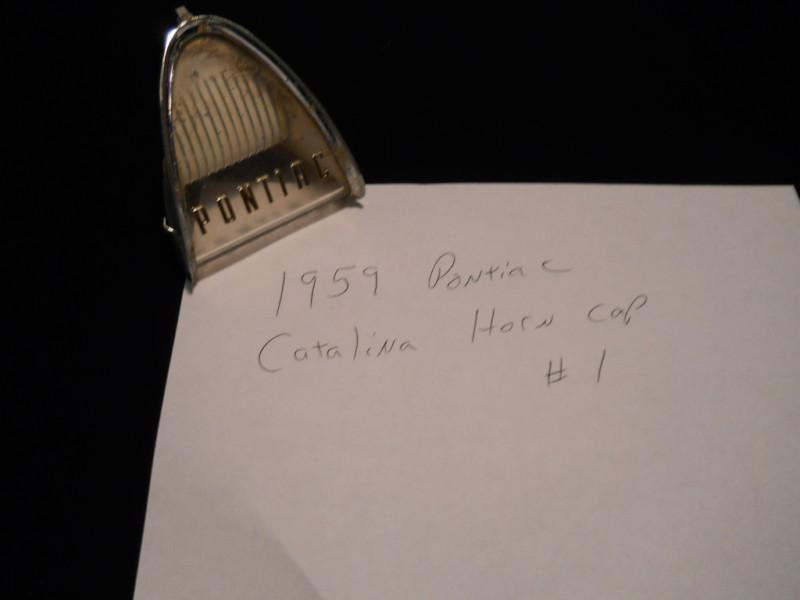 PONTIAC
1959 Pontiac
Catalina Horn cap
# 1